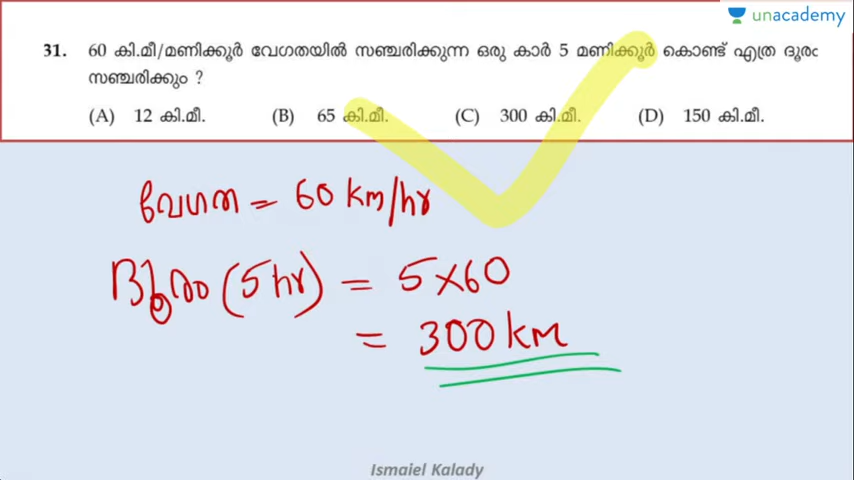 unacademy
31. 60 കി.മീ/മണിക്കൂർ വേഗതയിൽ സഞ്ചരിക്കുന്ന ഒരു കാർ 5 മണിക്കൂർ കൊണ്ട് എത്ര ദൂരം
സഞ്ചരിക്കും ?
(A) 12 കി.മീ. (B) 65 കി.മീ. (C) 300 കി.മീ. (D) 150 കി.മീ.
വേഗത = 60 km/hr
ദൂരം (5 hr) = 5 × 60
= 300 km
Ismaiel Kalady